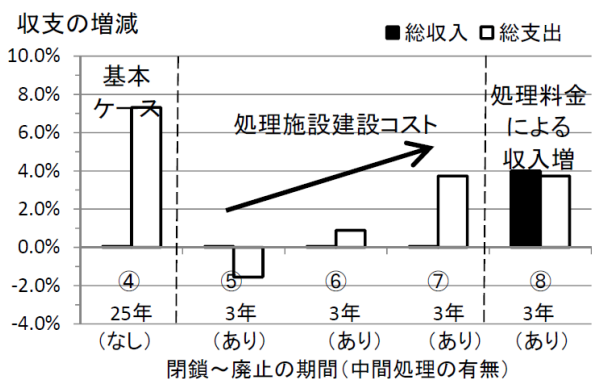 収支の増減
■総収入 □総支出
10.0%
8.0%
6.0%
4.0%
2.0%
0.0%
-2.0%
-4.0%
基本
ケース
処理施設建設コスト
処理料金
による
収入増
④ ⑤ ⑥ ⑦ ⑧
25年 3年 3年 3年 3年
(なし) (あり) (あり) (あり) (あり)
閉鎖～廃止の期間(中間処理の有無)